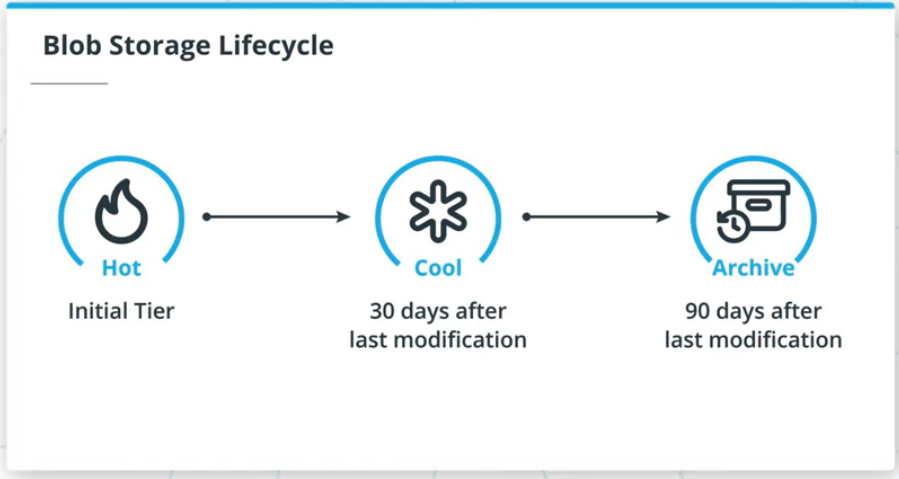 Blob Storage Lifecycle
Hot
Initial Tier
Cool
30 days after
last modification
Archive
90 days after
last modification